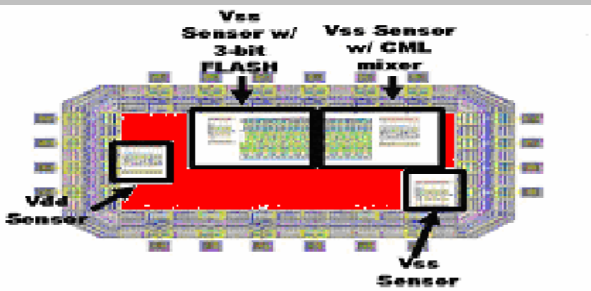 Vss
Sensor w/
3-bit
FLASH
Vss Sensor
w/ CML
mixer
Vdd
Sensor
Vss
Sensor